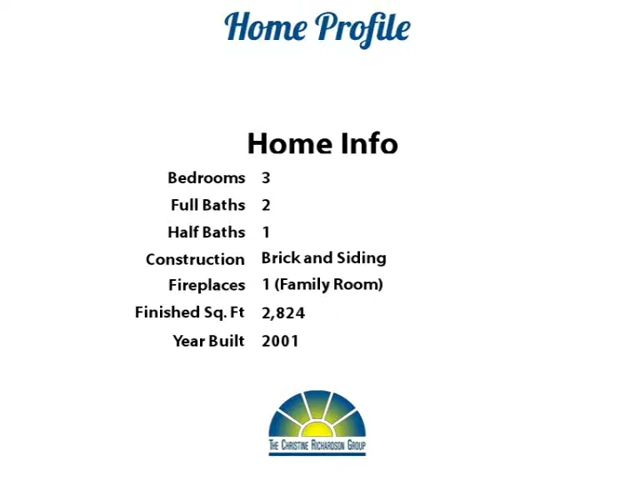 Home Profile
Home Info
Bedrooms 3
Full Baths 2
Half Baths 1
Construction Brick and Siding
Fireplaces 1 (Family Room)
Finished Sq. Ft 2,824
Year Built 2001
The Christine Richardson Group